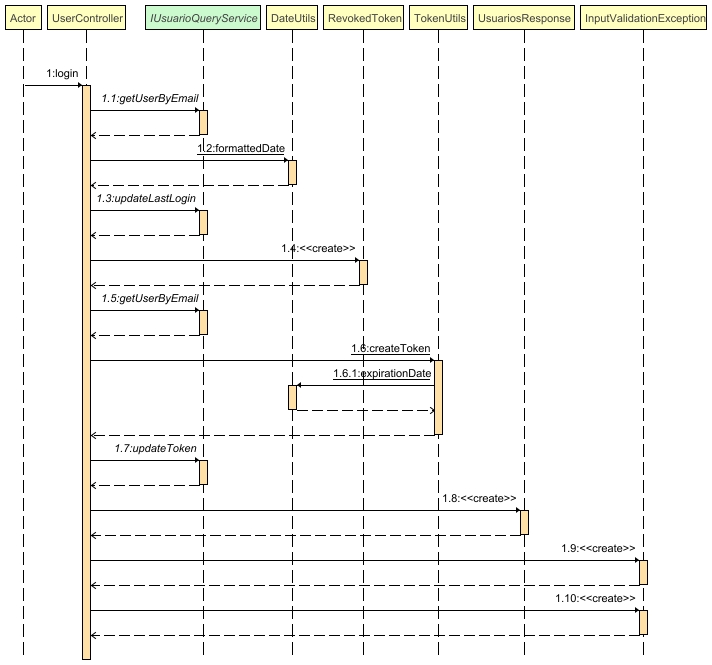 Actor UserController IUsuarioQueryService DateUtils RevokedToken TokenUtils UsuariosResponse InputValidationException
1:login
1.1:getUserByEmail
1.2:formattedDate
1.3:updateLastLogin
1.4:<<create>>
1.5:getUserByEmail
1.6:createToken
1.6.1:expirationDate
1.7:updateToken
1.8:<<create>>
1.9:<<create>>
1.10:<<create>>